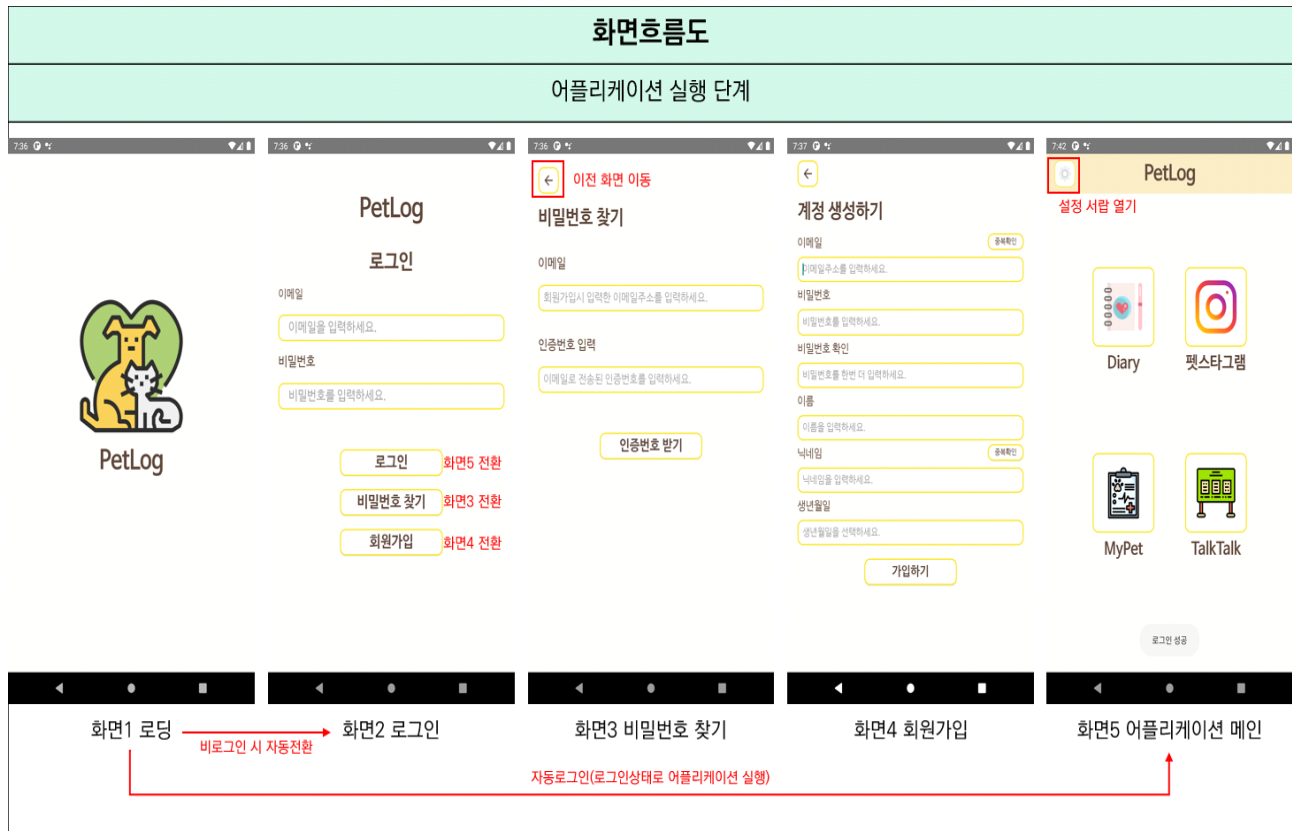 화면흐름도
어플리케이션 실행 단계
7:36
PetLog
화면1 로딩
7:36
PetLog
로그인
이메일
이메일을 입력하세요.
비밀번호
비밀번호를 입력하세요.
로그인
화면5 전환
비밀번호 찾기
화면3 전환
회원가입
화면4 전환
화면2 로그인
7:36
이전 화면 이동
비밀번호 찾기
이메일
회원가입시 입력한 이메일주소를 입력하세요.
인증번호 입력
이메일로 전송된 인증번호를 입력하세요.
인증번호 받기
화면3 비밀번호 찾기
7:37
계정 생성하기
이메일
중복확인
이메일주소를 입력하세요.
비밀번호
비밀번호를 입력하세요.
비밀번호 확인
비밀번호를 한번 더 입력하세요.
이름
이름을 입력하세요.
닉네임
중복확인
닉네임을 입력하세요.
생년월일
생년월일을 선택하세요.
가입하기
화면4 회원가입
7:42
PetLog
설정 서랍 열기
Diary
펫스타그램
MyPet
TalkTalk
로그인 성공
화면5 어플리케이션 메인
비로그인 시 자동전환
자동로그인(로그인상태로 어플리케이션 실행)